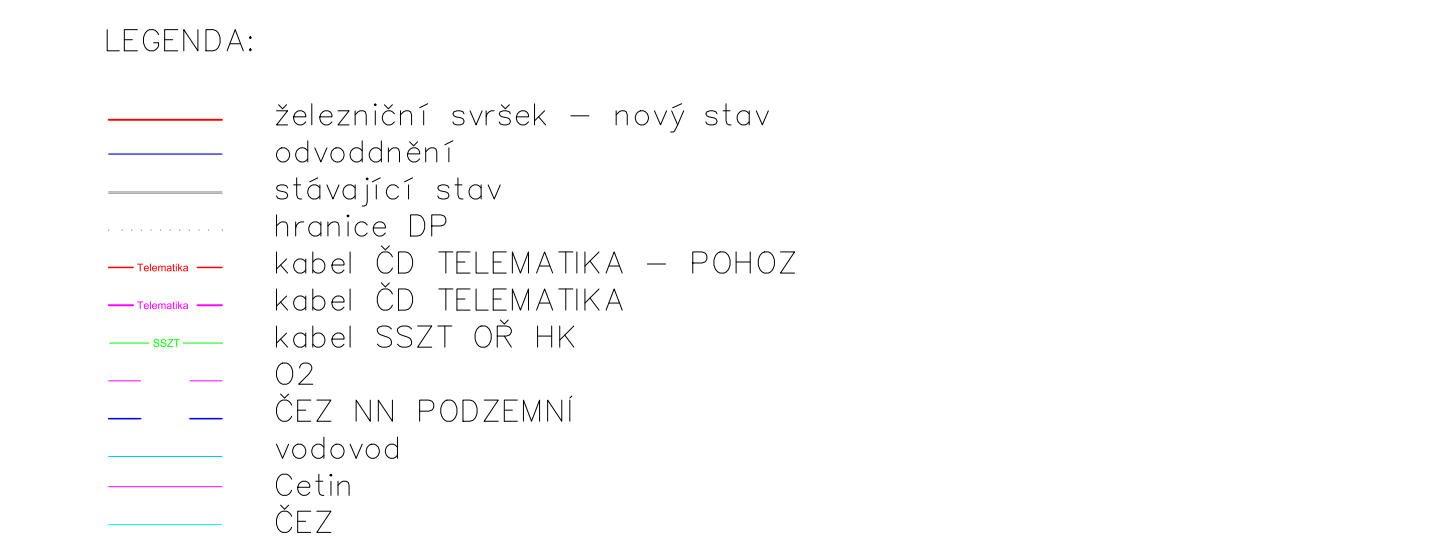 LEGENDA:
železniční svršek – nový stav
odvoddnění
stávající stav
hranice DP
Telematika kabel ČD TELEMATIKA – POHOZ
Telematika kabel ČD TELEMATIKA
SSZT kabel SSZT OŘ HK
O2
ČEZ NN PODZEMNÍ
vodovod
Cetin
ČEZ